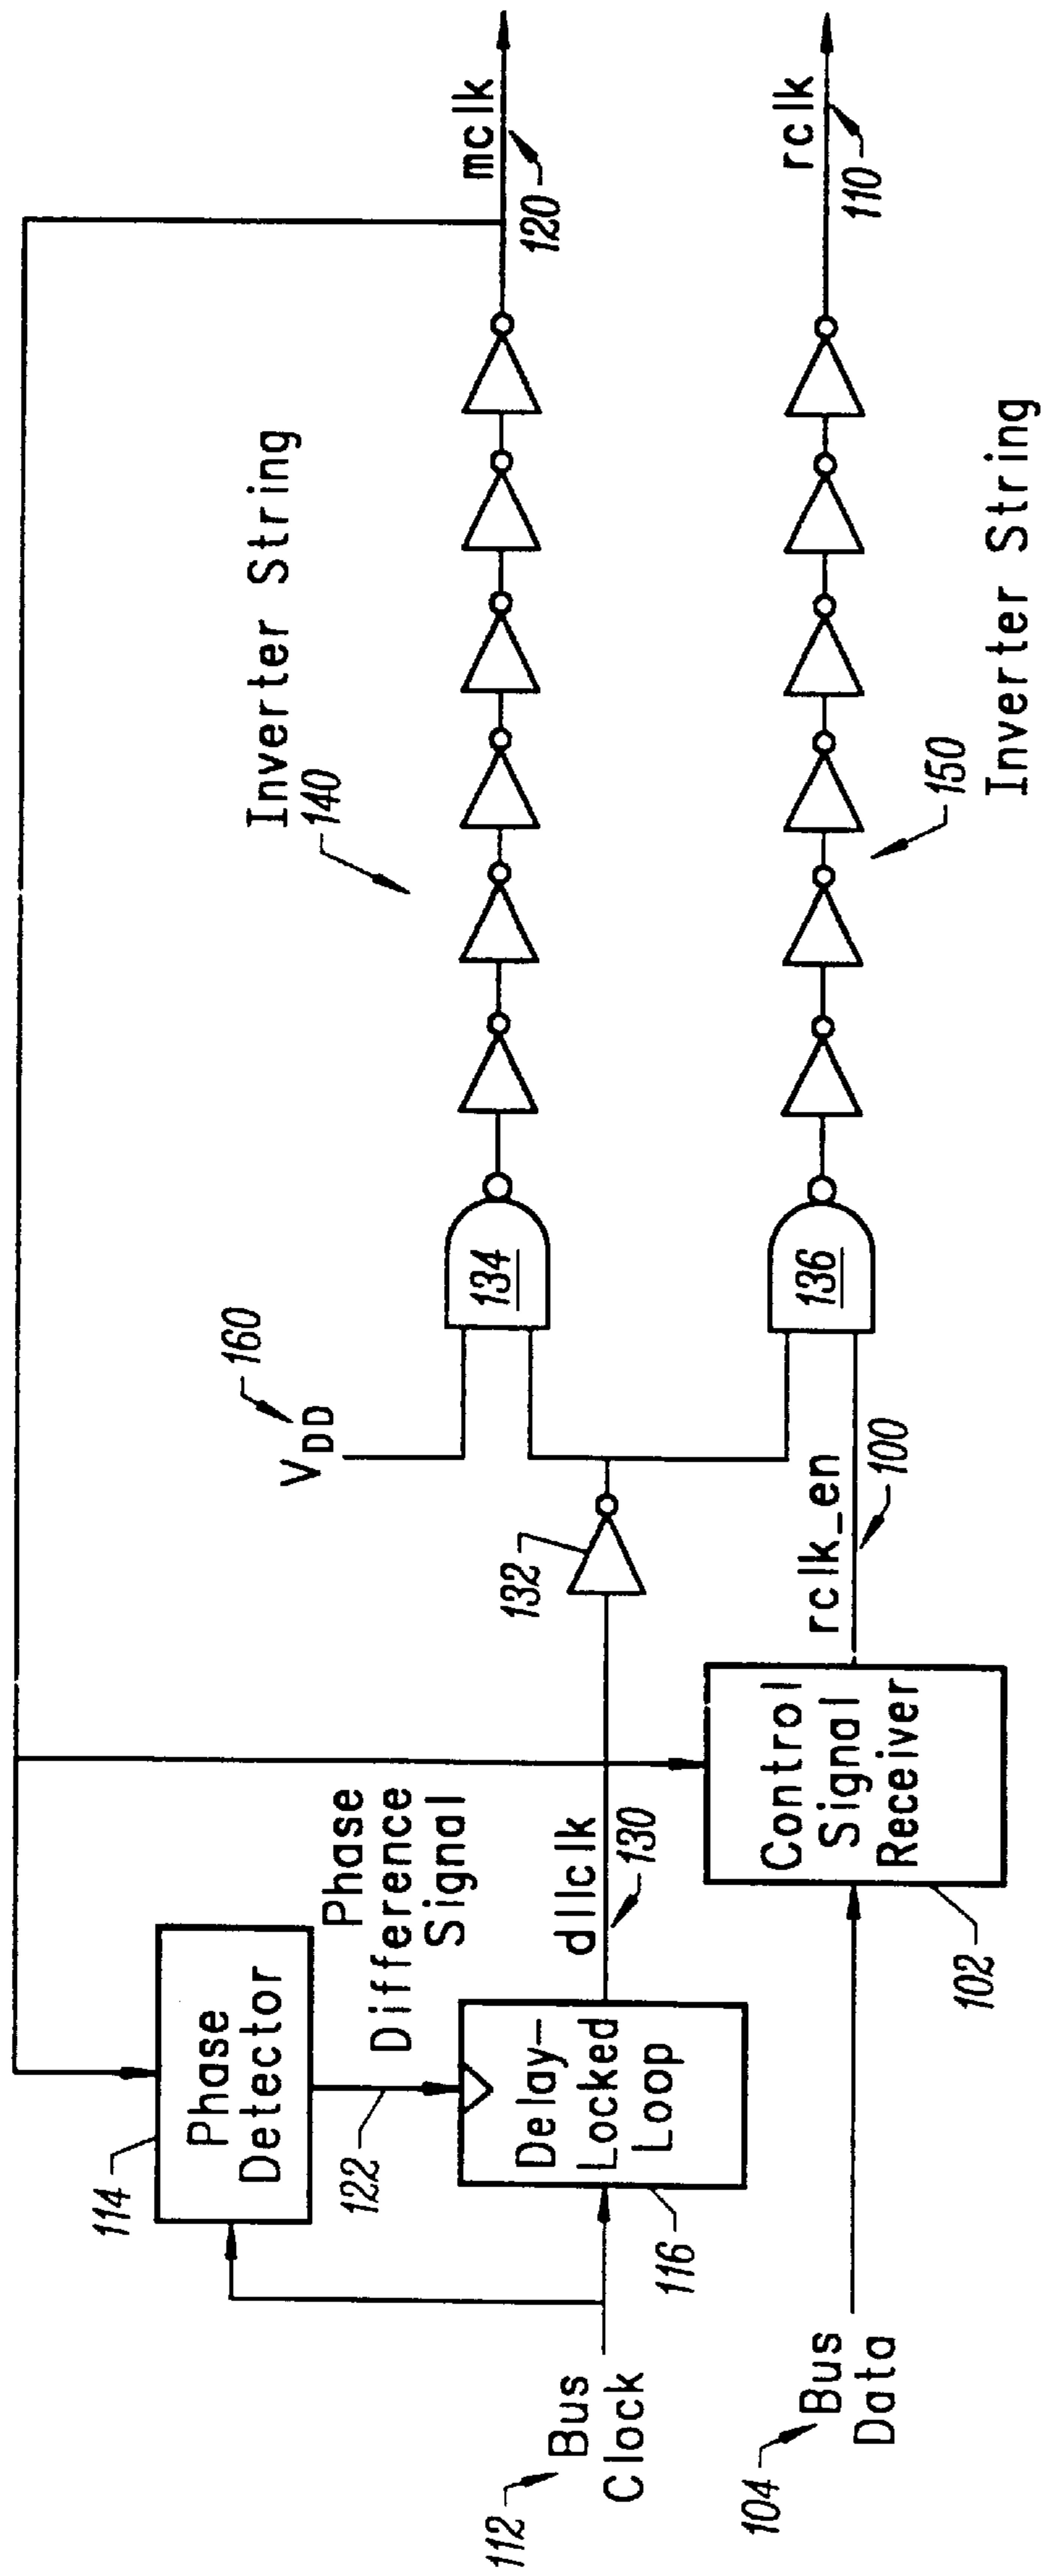 mclk
120
rclk
110
Inverter String
140
150
Inverter String
160
VDD
134
136
132
rclk_en
100
114
Phase
Detector
Phase
Difference
Signal
122
Delay–
Locked
Loop
116
dllclk
130
Control
Signal
Receiver
102
112
Bus
Clock
104
Bus
Data